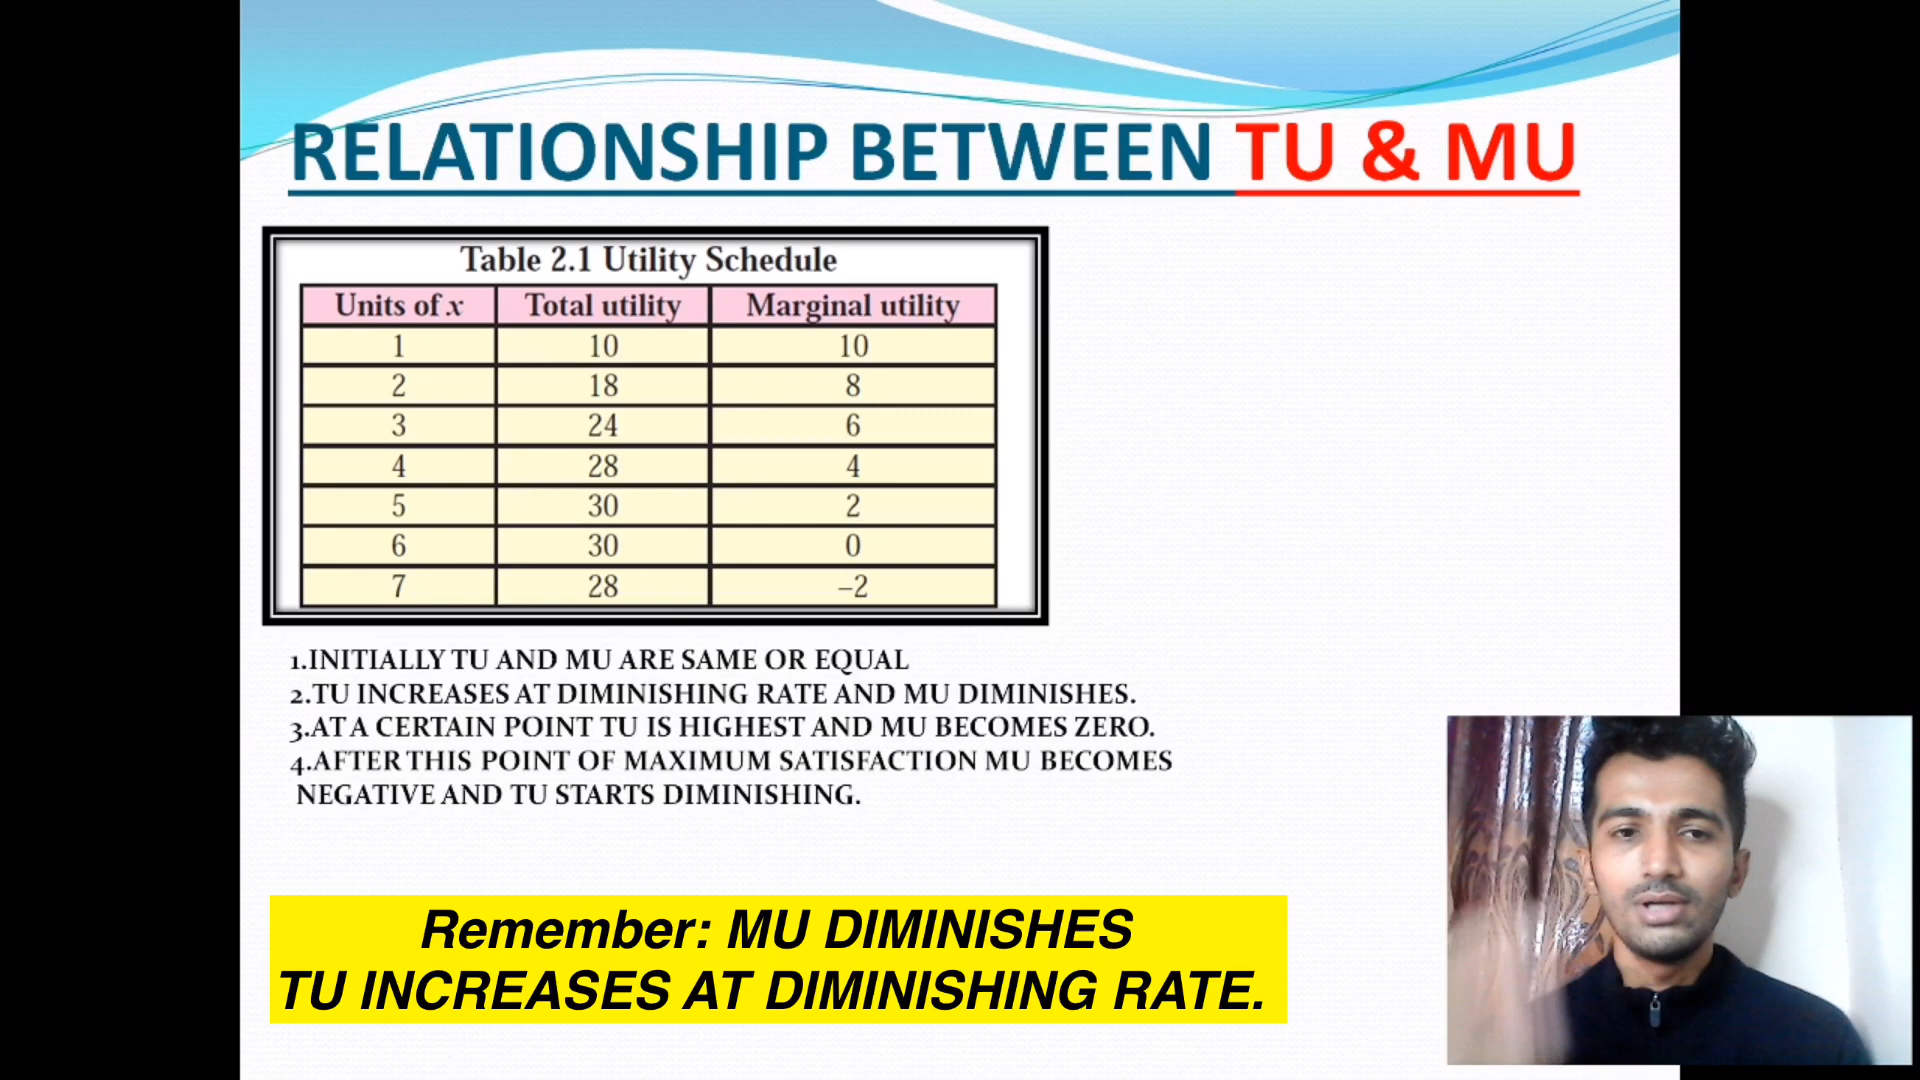 RELATIONSHIP BETWEEN TU & MU
Table 2.1 Utility Schedule
Units of x Total utility Marginal utility
1 10 10
2 18 8
3 24 6
4 28 4
5 30 2
6 30 0
7 28 –2
1.INITIALLY TU AND MU ARE SAME OR EQUAL
2.TU INCREASES AT DIMINISHING RATE AND MU DIMINISHES.
3.AT A CERTAIN POINT TU IS HIGHEST AND MU BECOMES ZERO.
4.AFTER THIS POINT OF MAXIMUM SATISFACTION MU BECOMES
NEGATIVE AND TU STARTS DIMINISHING.
Remember: MU DIMINISHES
TU INCREASES AT DIMINISHING RATE.